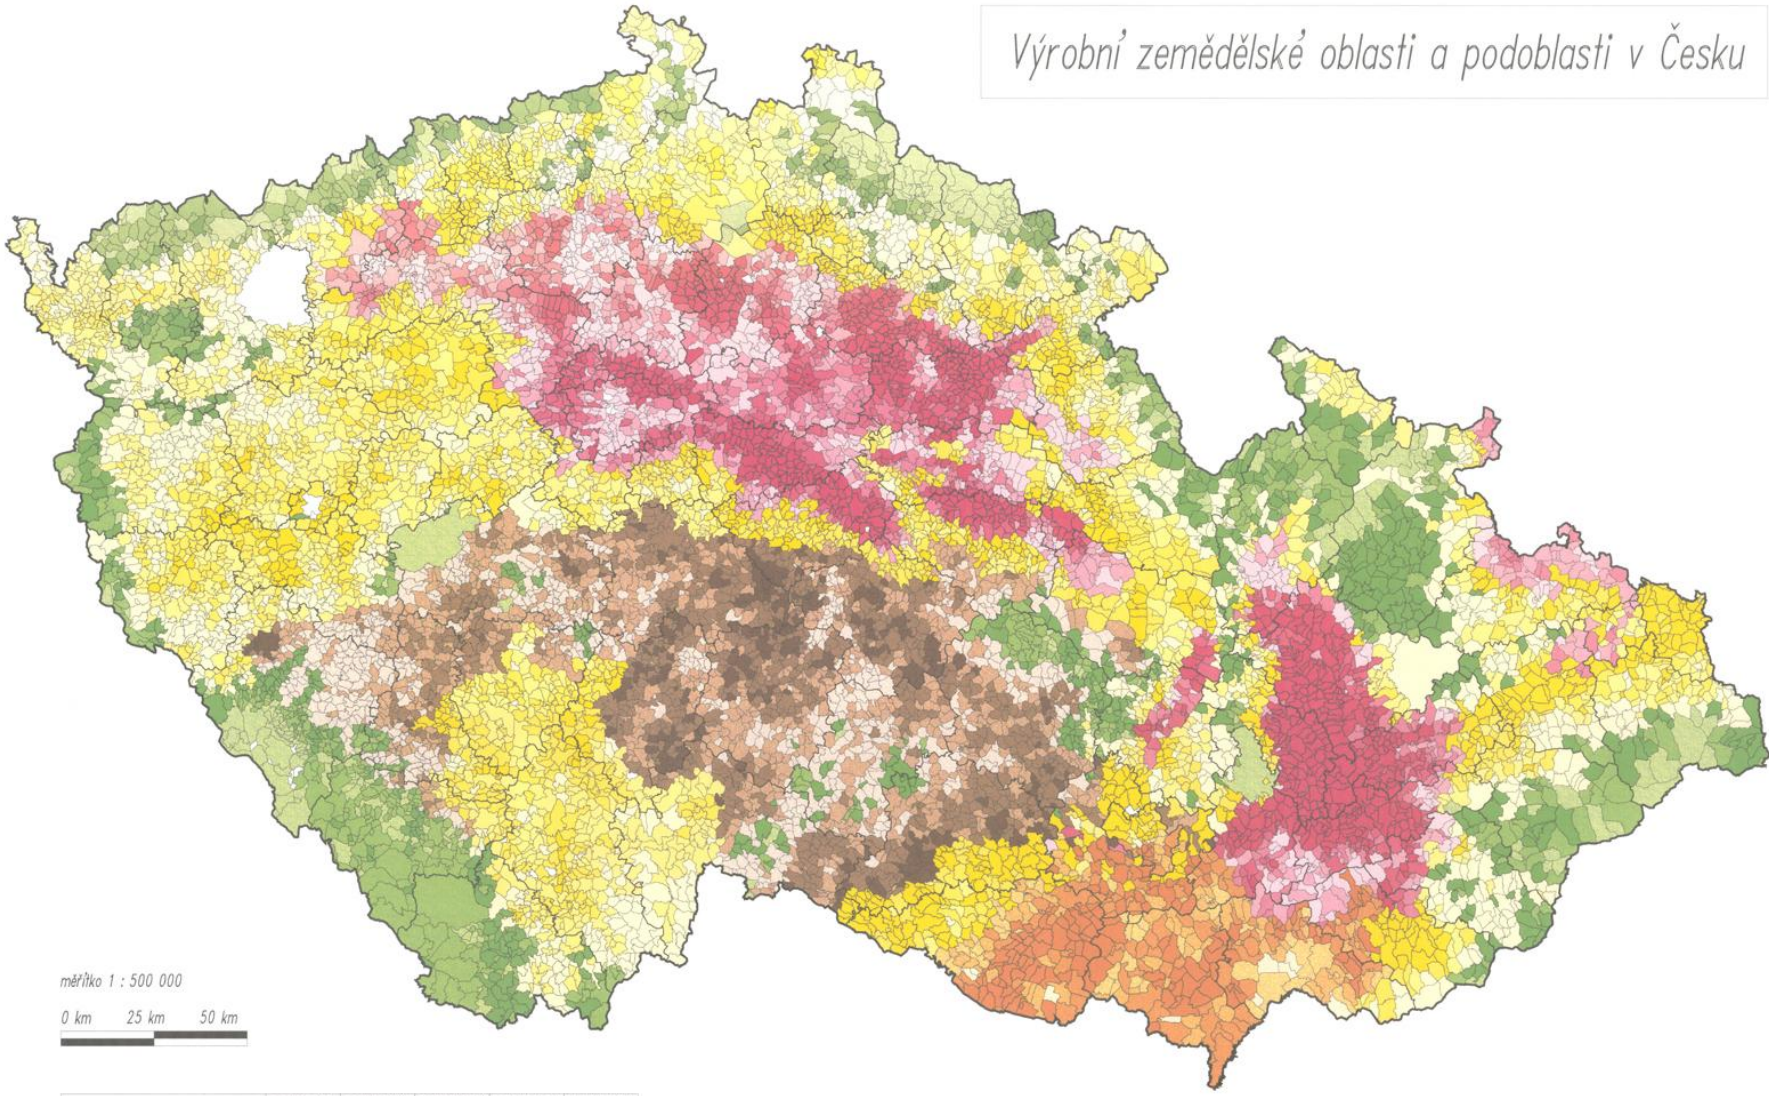 Výrobní zemědělské oblasti a podoblasti v Česku
měřítko 1 : 500 000
0 km 25 km 50 km